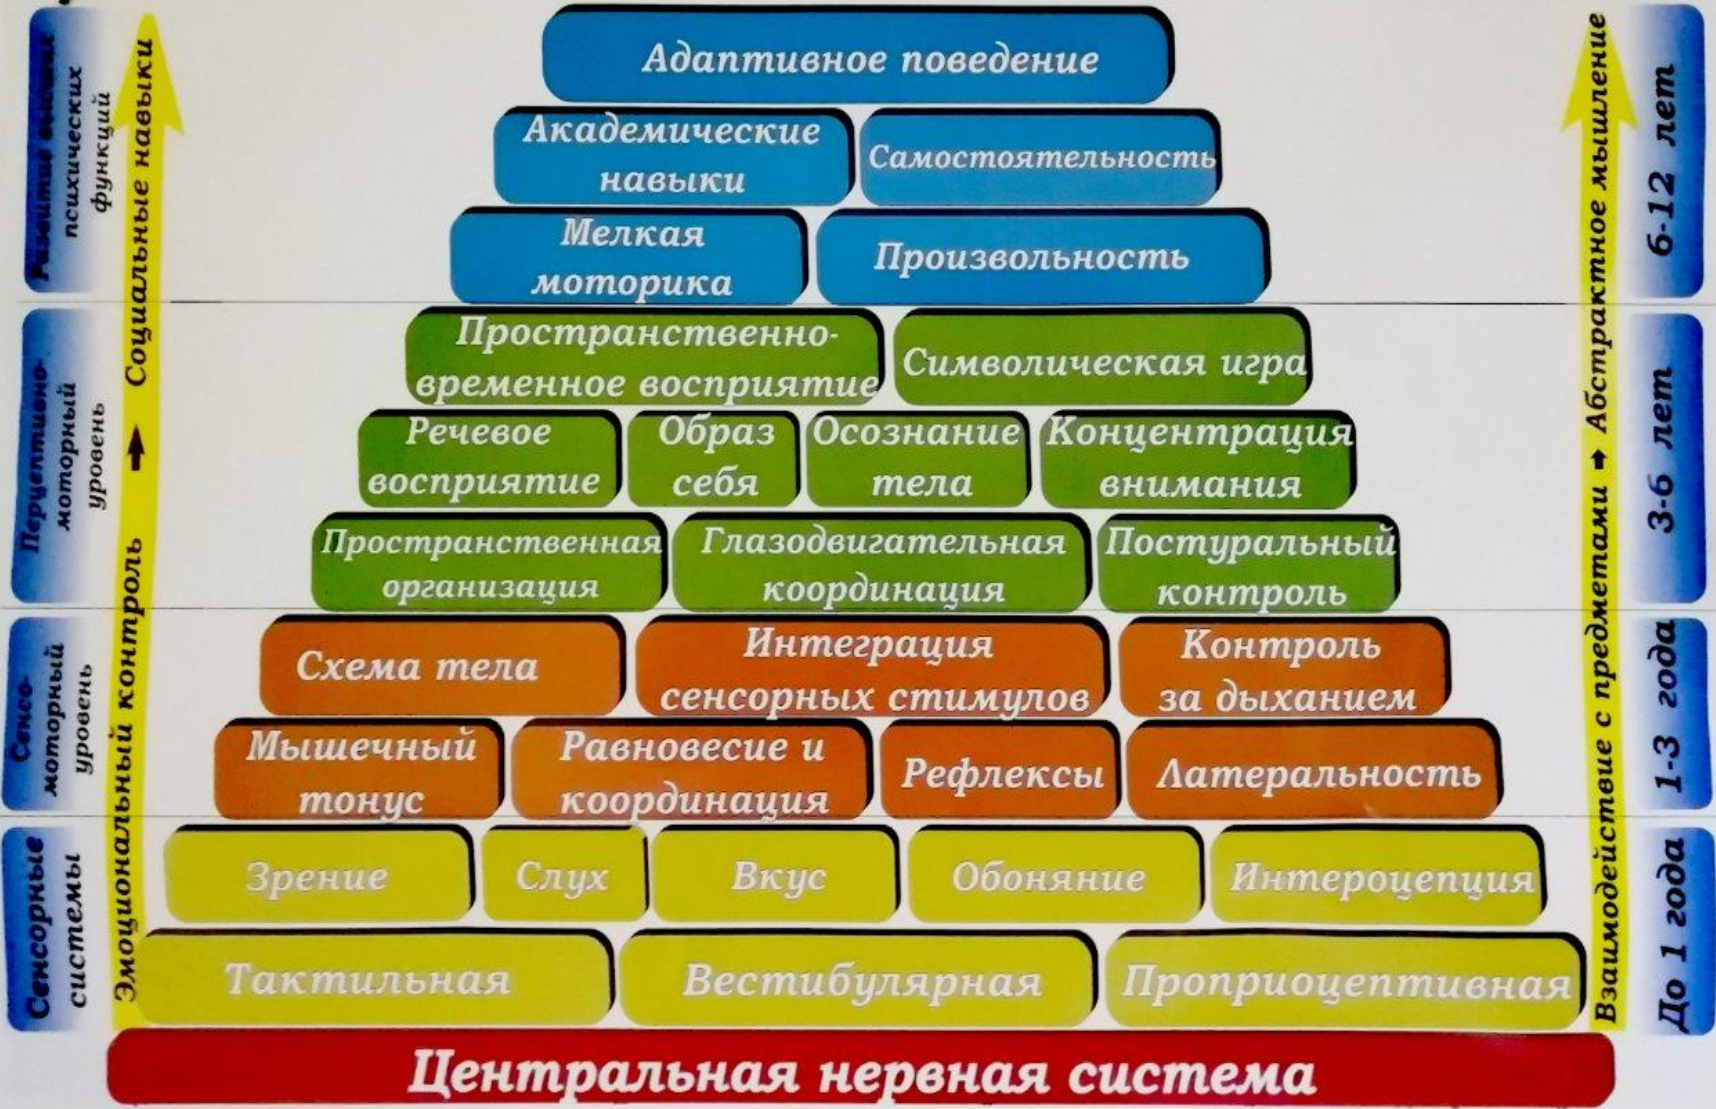 Адаптивное поведение
Академические
навыки
Самостоятельность
Мелкая
моторика
Произвольность
Пространственно-
временное восприятие
Символическая игра
Речевое
восприятие
Образ
себя
Осознание
тела
Концентрация
внимания
Пространственная
организация
Глазодвигательная
координация
Постуральный
контроль
Схема тела
Интеграция
сенсорных стимулов
Контроль
за дыханием
Мышечный
тонус
Равновесие и
координация
Рефлексы
Латеральность
Зрение
Слух
Вкус
Обоняние
Интероцепция
Тактильная
Вестибулярная
Проприоцептивная
Центральная нервная система
Развитие высших
психических
функций
Перцептивно-
моторный
уровень
Сенсо-
моторный
уровень
Сенсорные
системы
Эмоциональный контроль → Социальные навыки
Взаимодействие с предметами → Абстрактное мышление
6-12 лет
3-6 лет
1-3 года
До 1 года